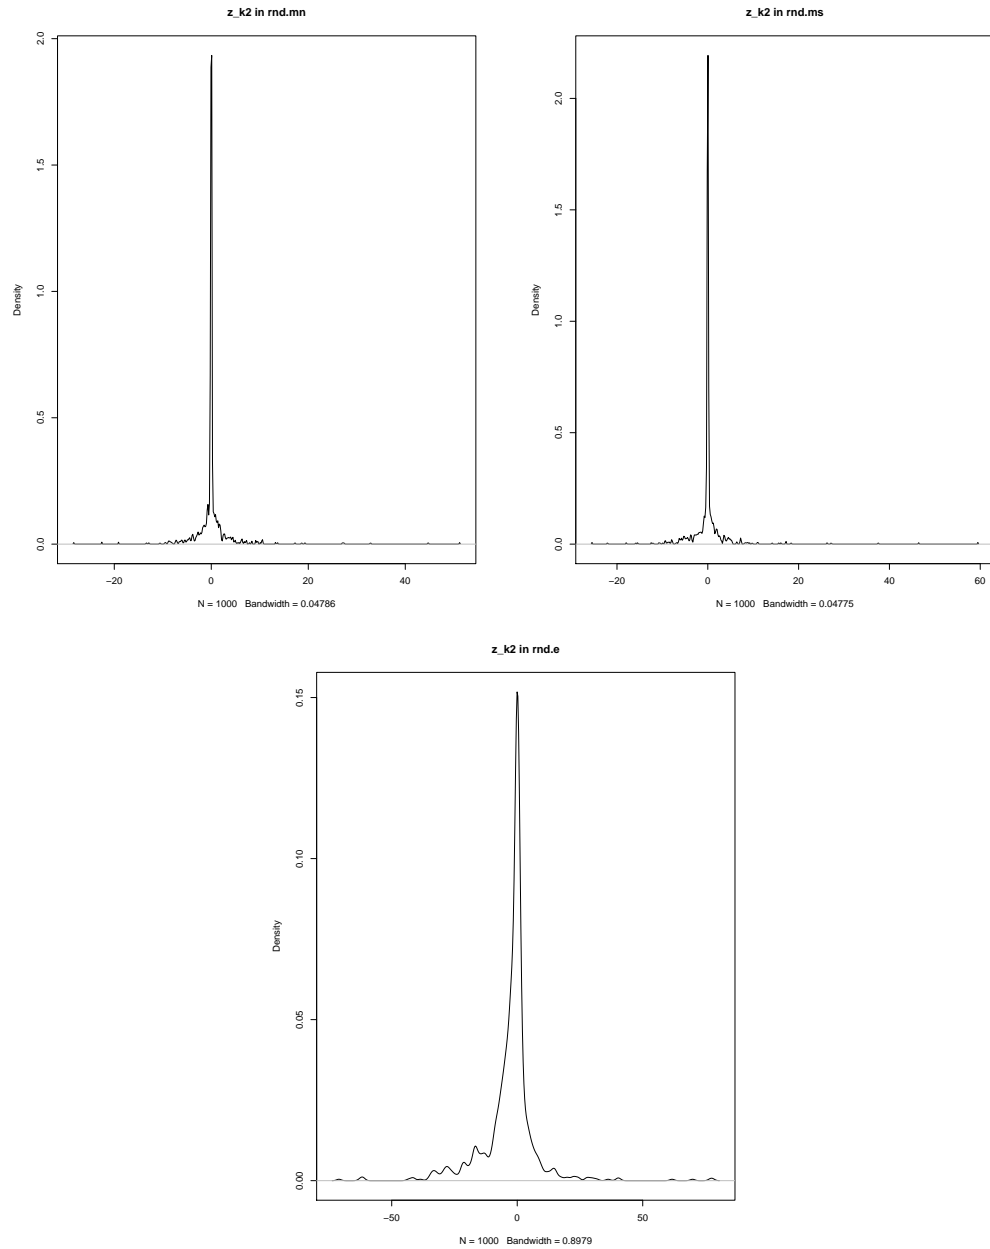 z_k2 in rnd.mn
2.0
1.5
1.0
0.5
0.0
Density
−20 0 20 40
N = 1000 Bandwidth = 0.04786
z_k2 in rnd.ms
2.0
1.5
1.0
0.5
0.0
Density
−20 0 20 40 60
N = 1000 Bandwidth = 0.04775
z_k2 in rnd.e
0.15
0.10
0.05
0.00
Density
−50 0 50
N = 1000 Bandwidth = 0.8979